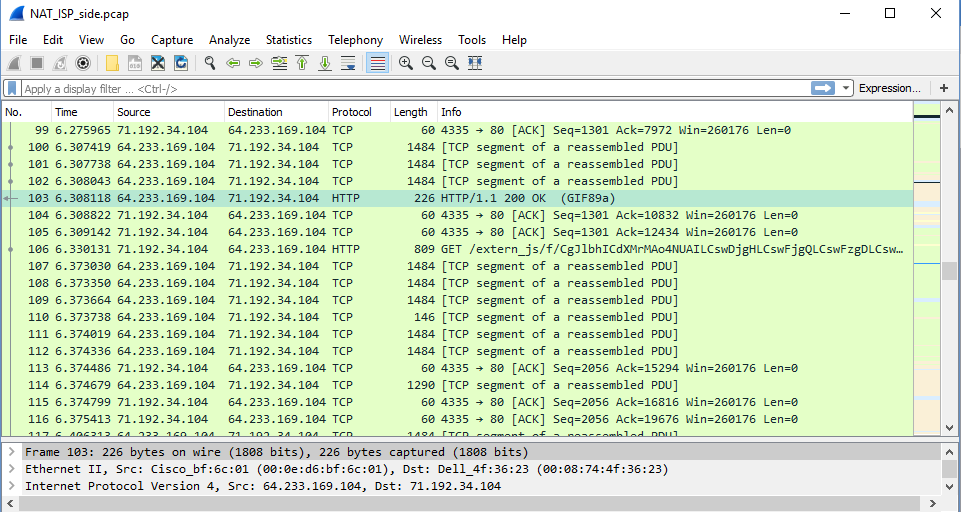 NAT_ISP_side.pcap
File Edit View Go Capture Analyze Statistics Telephony Wireless Tools Help
Apply a display filter ... <Ctrl-/> Expression... +
No. Time Source Destination Protocol Length Info
99 6.275965 71.192.34.104 64.233.169.104 TCP 60 4335 → 80 [ACK] Seq=1301 Ack=7972 Win=260176 Len=0
100 6.307419 64.233.169.104 71.192.34.104 TCP 1484 [TCP segment of a reassembled PDU]
101 6.307738 64.233.169.104 71.192.34.104 TCP 1484 [TCP segment of a reassembled PDU]
102 6.308043 64.233.169.104 71.192.34.104 TCP 1484 [TCP segment of a reassembled PDU]
103 6.308118 64.233.169.104 71.192.34.104 HTTP 226 HTTP/1.1 200 OK (GIF89a)
104 6.308822 71.192.34.104 64.233.169.104 TCP 60 4335 → 80 [ACK] Seq=1301 Ack=10832 Win=260176 Len=0
105 6.309142 71.192.34.104 64.233.169.104 TCP 60 4335 → 80 [ACK] Seq=1301 Ack=12434 Win=260176 Len=0
106 6.330131 71.192.34.104 64.233.169.104 HTTP 809 GET /extern_js/f/CgJlbhICdXMrMAo4NUAILCswDjgHLCswFjgQLCswFzgDLCsw…
107 6.373030 64.233.169.104 71.192.34.104 TCP 1484 [TCP segment of a reassembled PDU]
108 6.373350 64.233.169.104 71.192.34.104 TCP 1484 [TCP segment of a reassembled PDU]
109 6.373664 64.233.169.104 71.192.34.104 TCP 1484 [TCP segment of a reassembled PDU]
110 6.373738 64.233.169.104 71.192.34.104 TCP 146 [TCP segment of a reassembled PDU]
111 6.374019 64.233.169.104 71.192.34.104 TCP 1484 [TCP segment of a reassembled PDU]
112 6.374336 64.233.169.104 71.192.34.104 TCP 1484 [TCP segment of a reassembled PDU]
113 6.374486 71.192.34.104 64.233.169.104 TCP 60 4335 → 80 [ACK] Seq=2056 Ack=15294 Win=260176 Len=0
114 6.374679 64.233.169.104 71.192.34.104 TCP 1290 [TCP segment of a reassembled PDU]
115 6.374799 71.192.34.104 64.233.169.104 TCP 60 4335 → 80 [ACK] Seq=2056 Ack=16816 Win=260176 Len=0
116 6.375413 71.192.34.104 64.233.169.104 TCP 60 4335 → 80 [ACK] Seq=2056 Ack=19676 Win=260176 Len=0
117 6.406313 64.233.169.104 71.192.34.104 TCP 1484 [TCP segment of a reassembled PDU]
Frame 103: 226 bytes on wire (1808 bits), 226 bytes captured (1808 bits)
Ethernet II, Src: Cisco_bf:6c:01 (00:0e:d6:bf:6c:01), Dst: Dell_4f:36:23 (00:08:74:4f:36:23)
Internet Protocol Version 4, Src: 64.233.169.104, Dst: 71.192.34.104